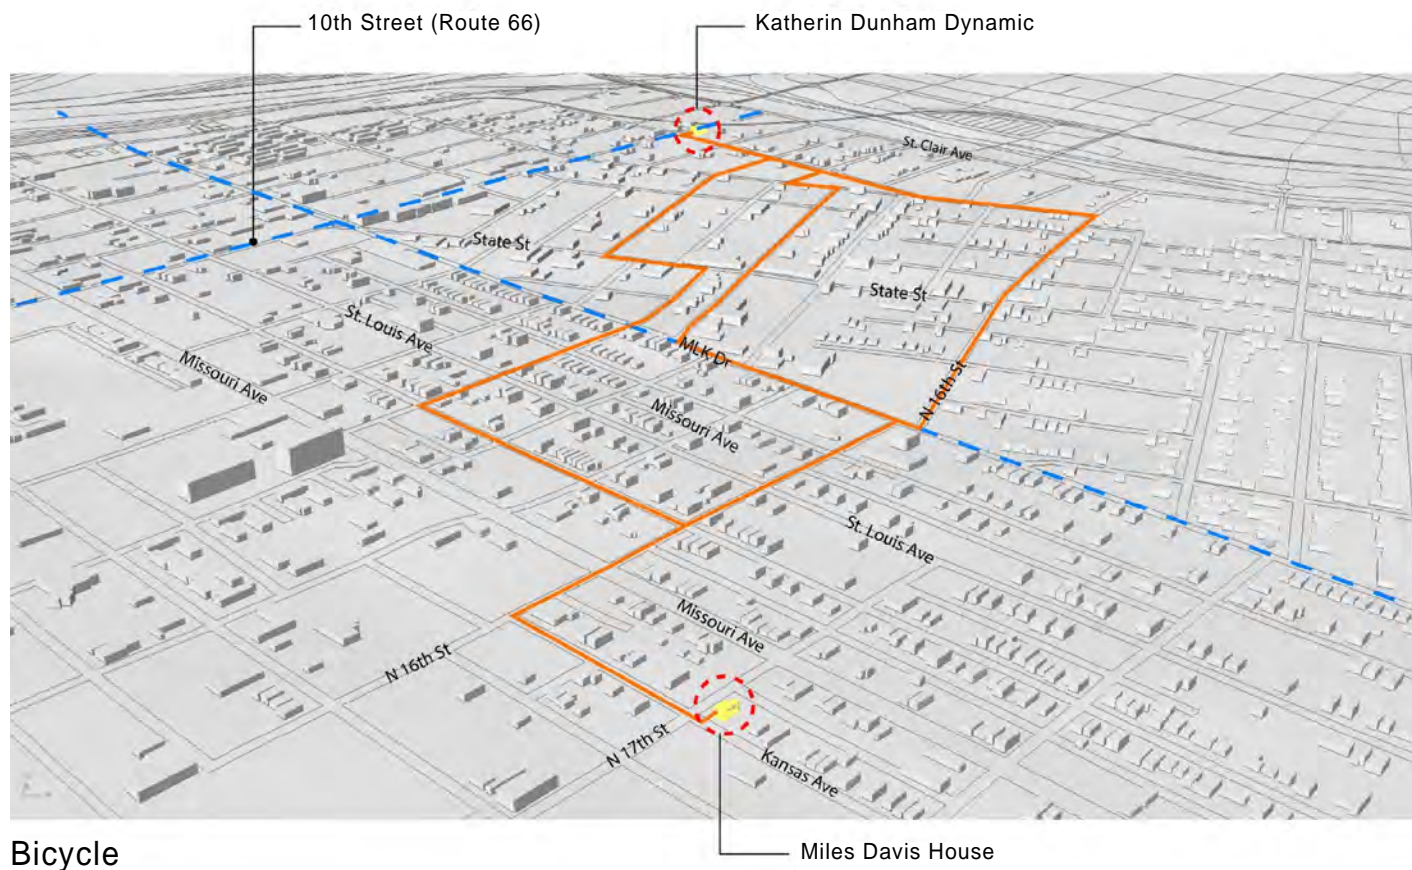 10th Street (Route 66)
Katherin Dunham Dynamic
St. Clair Ave
State St
State St
St. Louis Ave
MLK Dr
Missouri Ave
N 16th St
Missouri Ave
St. Louis Ave
Missouri Ave
N 16th St
N 17th St
Kansas Ave
Bicycle
Miles Davis House